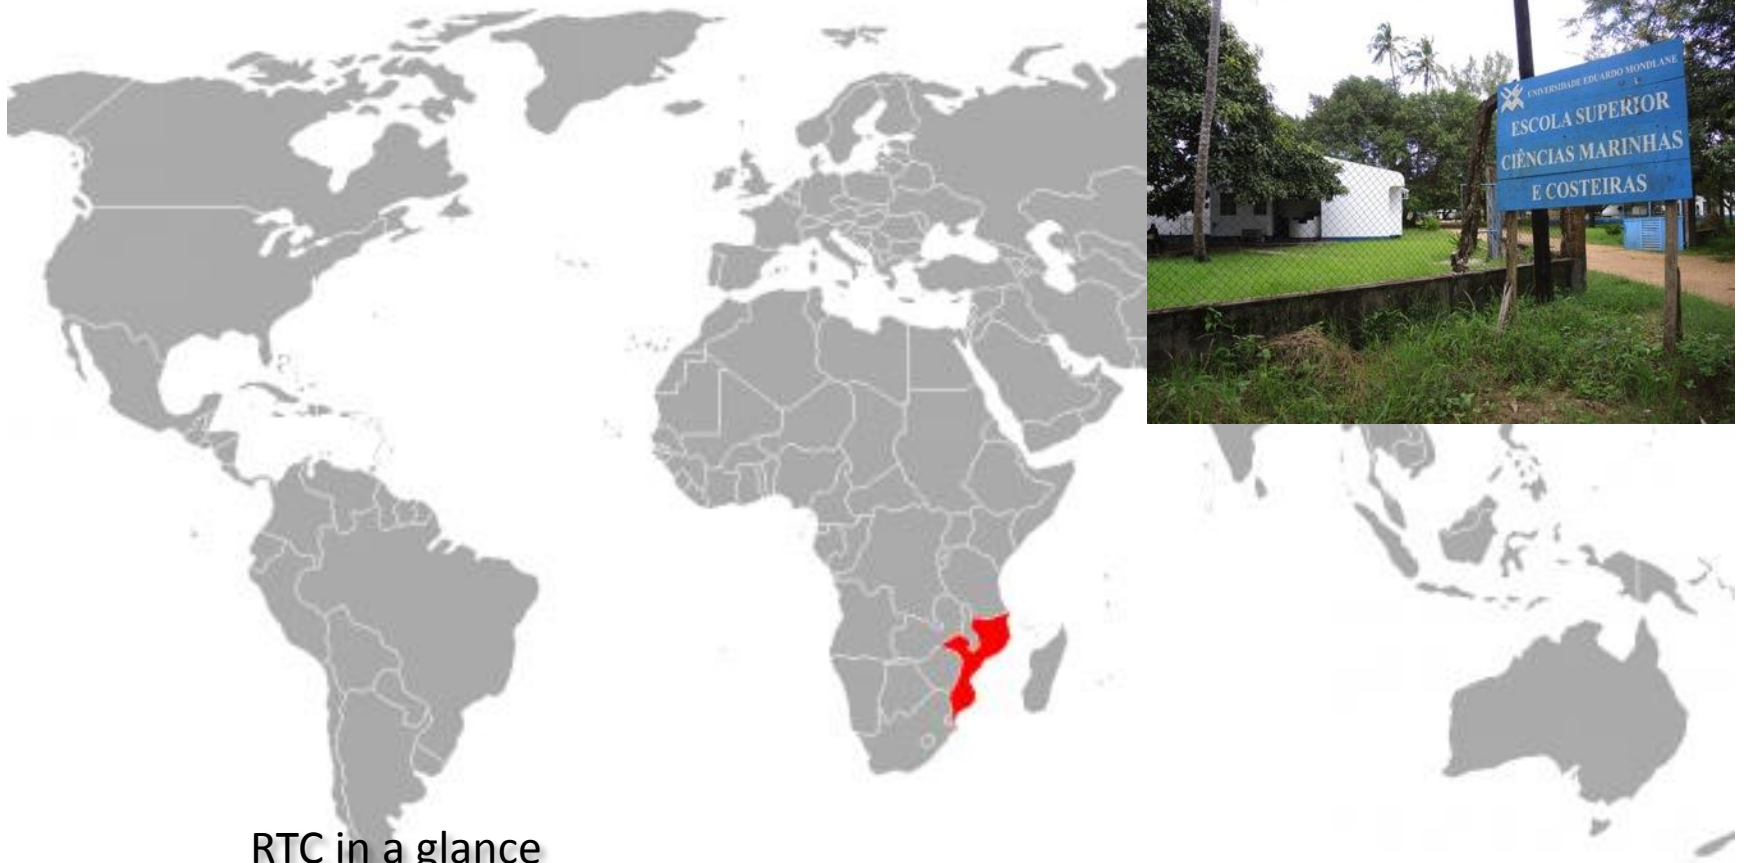 UNIVERSIDADE EDUARDO MONDLANE
ESCOLA SUPERIOR
CIÊNCIAS MARINHAS
E COSTEIRAS
RTC in a glance